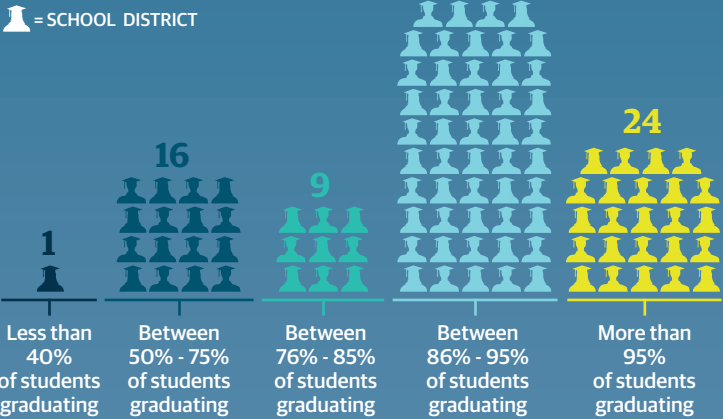 = SCHOOL DISTRICT
24
16
9
1
Less than
40%
of students
graduating
Between
50% - 75%
of students
graduating
Between
76% - 85%
of students
graduating
Between
86% - 95%
of students
graduating
More than
95%
of students
graduating